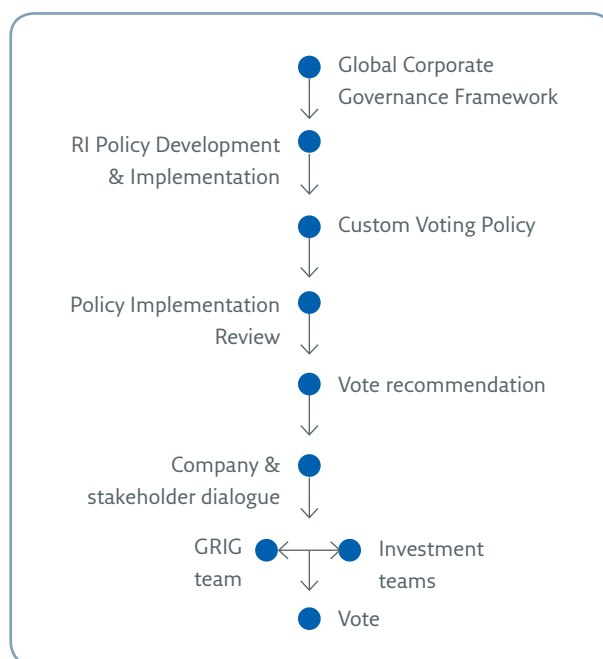 Global Corporate
Governance Framework
RI Policy Development
& Implementation
Custom Voting Policy
Policy Implementation
Review
Vote recommendation
Company &
stakeholder dialogue
GRIG
team
Investment
teams
Vote